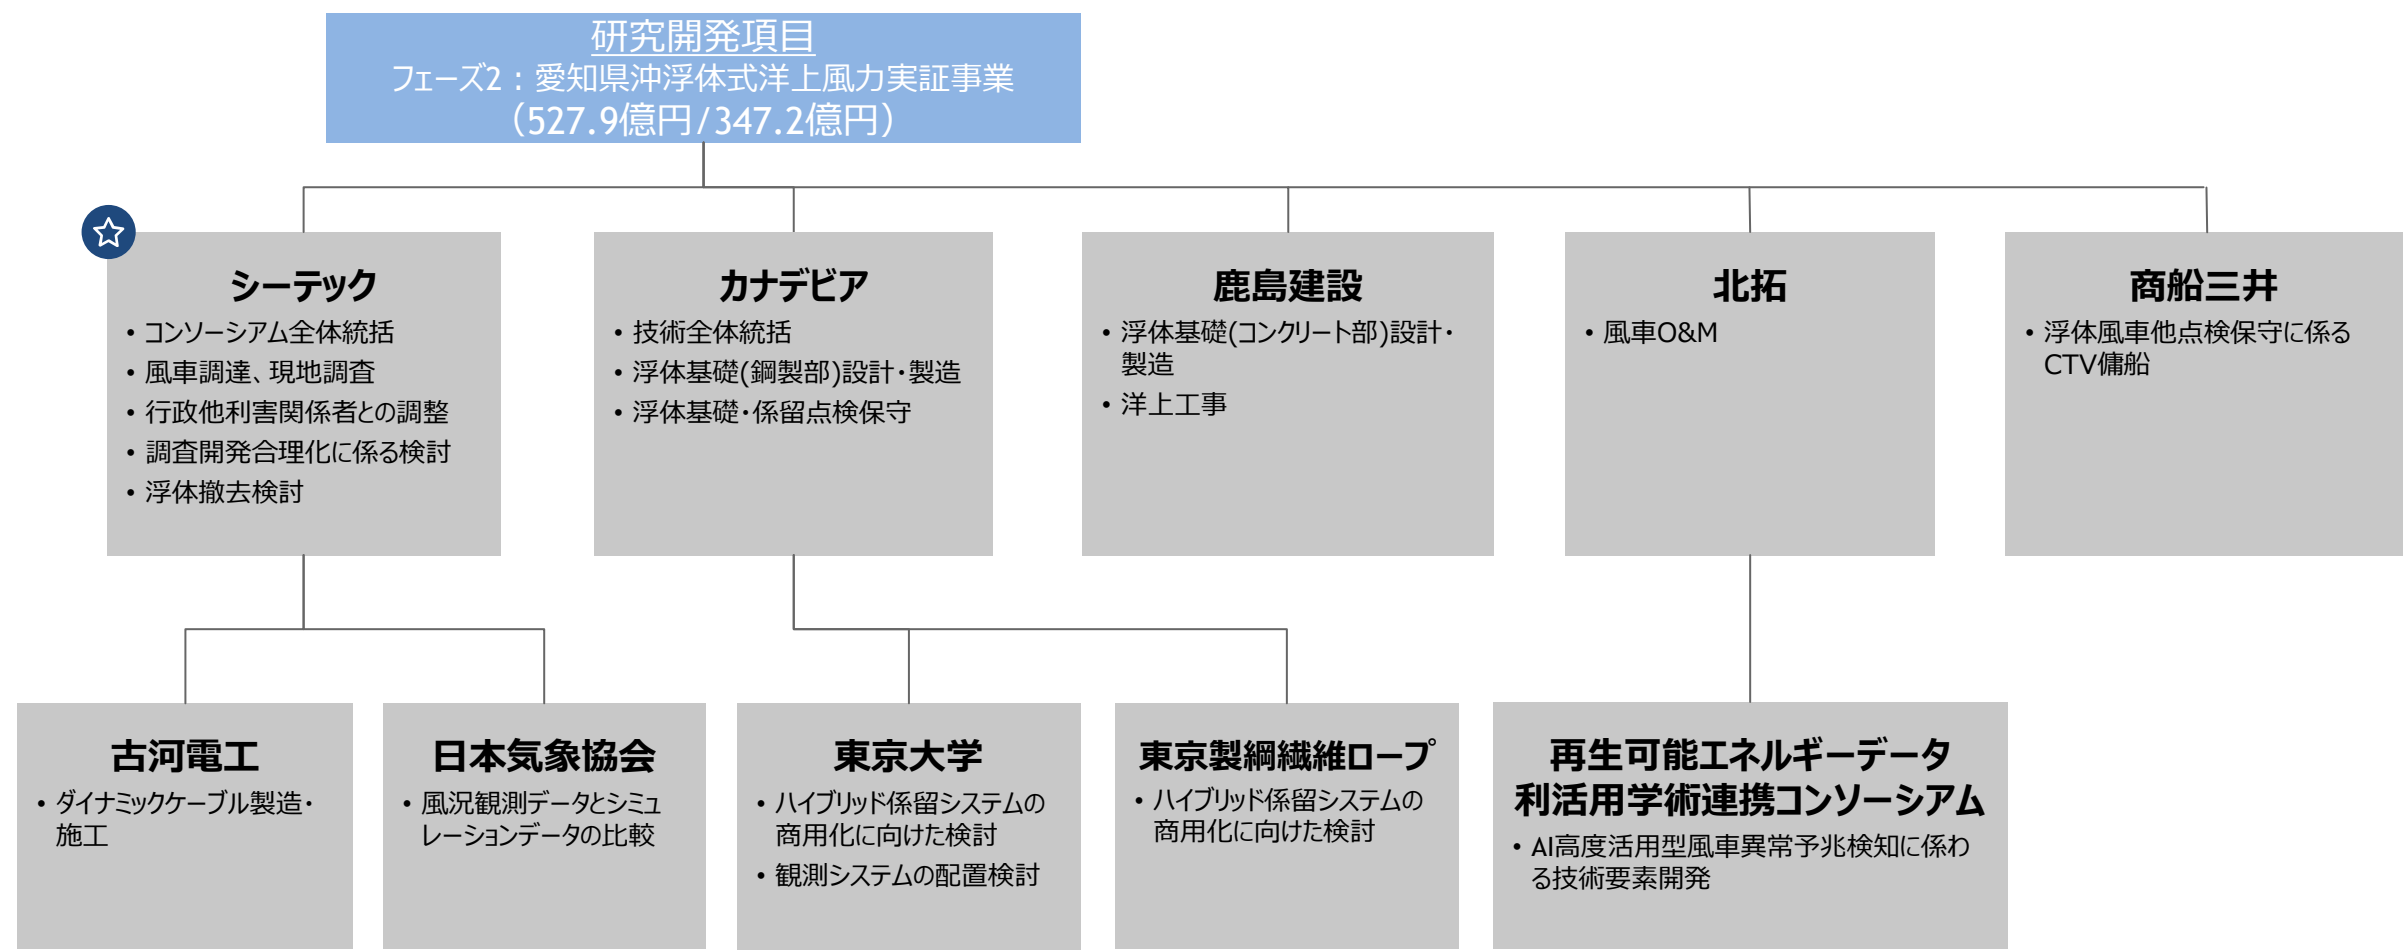 研究開発項目
フェーズ2：愛知県沖浮体式洋上風力実証事業
（527.9億円/347.2億円）
シーテック
• コンソーシアム全体統括
• 風車調達、現地調査
• 行政他利害関係者との調整
• 調査開発合理化に係る検討
• 浮体撤去検討
カナデビア
• 技術全体統括
• 浮体基礎(鋼製部)設計・製造
• 浮体基礎・係留点検保守
鹿島建設
• 浮体基礎(コンクリート部)設計・
製造
• 洋上工事
北拓
• 風車O&M
商船三井
• 浮体風車他点検保守に係る
CTV傭船
古河電工
• ダイナミックケーブル製造・
施工
日本気象協会
• 風況観測データとシミュ
レーションデータの比較
東京大学
• ハイブリッド係留システムの
商用化に向けた検討
• 観測システムの配置検討
東京製綱繊維ロープ
• ハイブリッド係留システムの
商用化に向けた検討
再生可能エネルギーデータ
利活用学術連携コンソーシアム
• AI高度活用型風車異常予兆検知に係わ
る技術要素開発